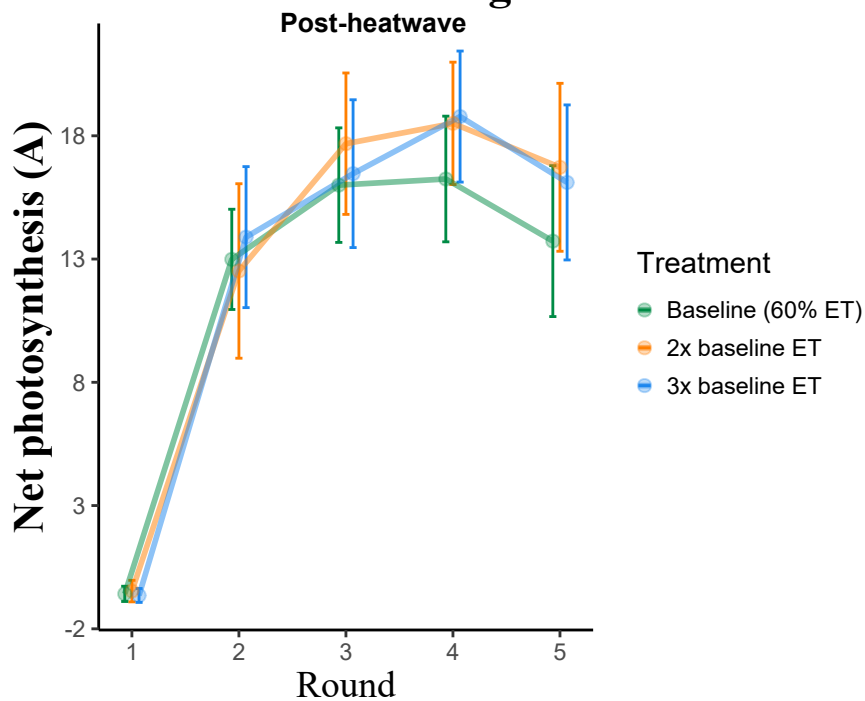 Post-heatwave
Net photosynthesis (A)
18
13
8
3
-2
1 2 3 4 5
Round
Treatment
Baseline (60% ET)
2x baseline ET
3x baseline ET